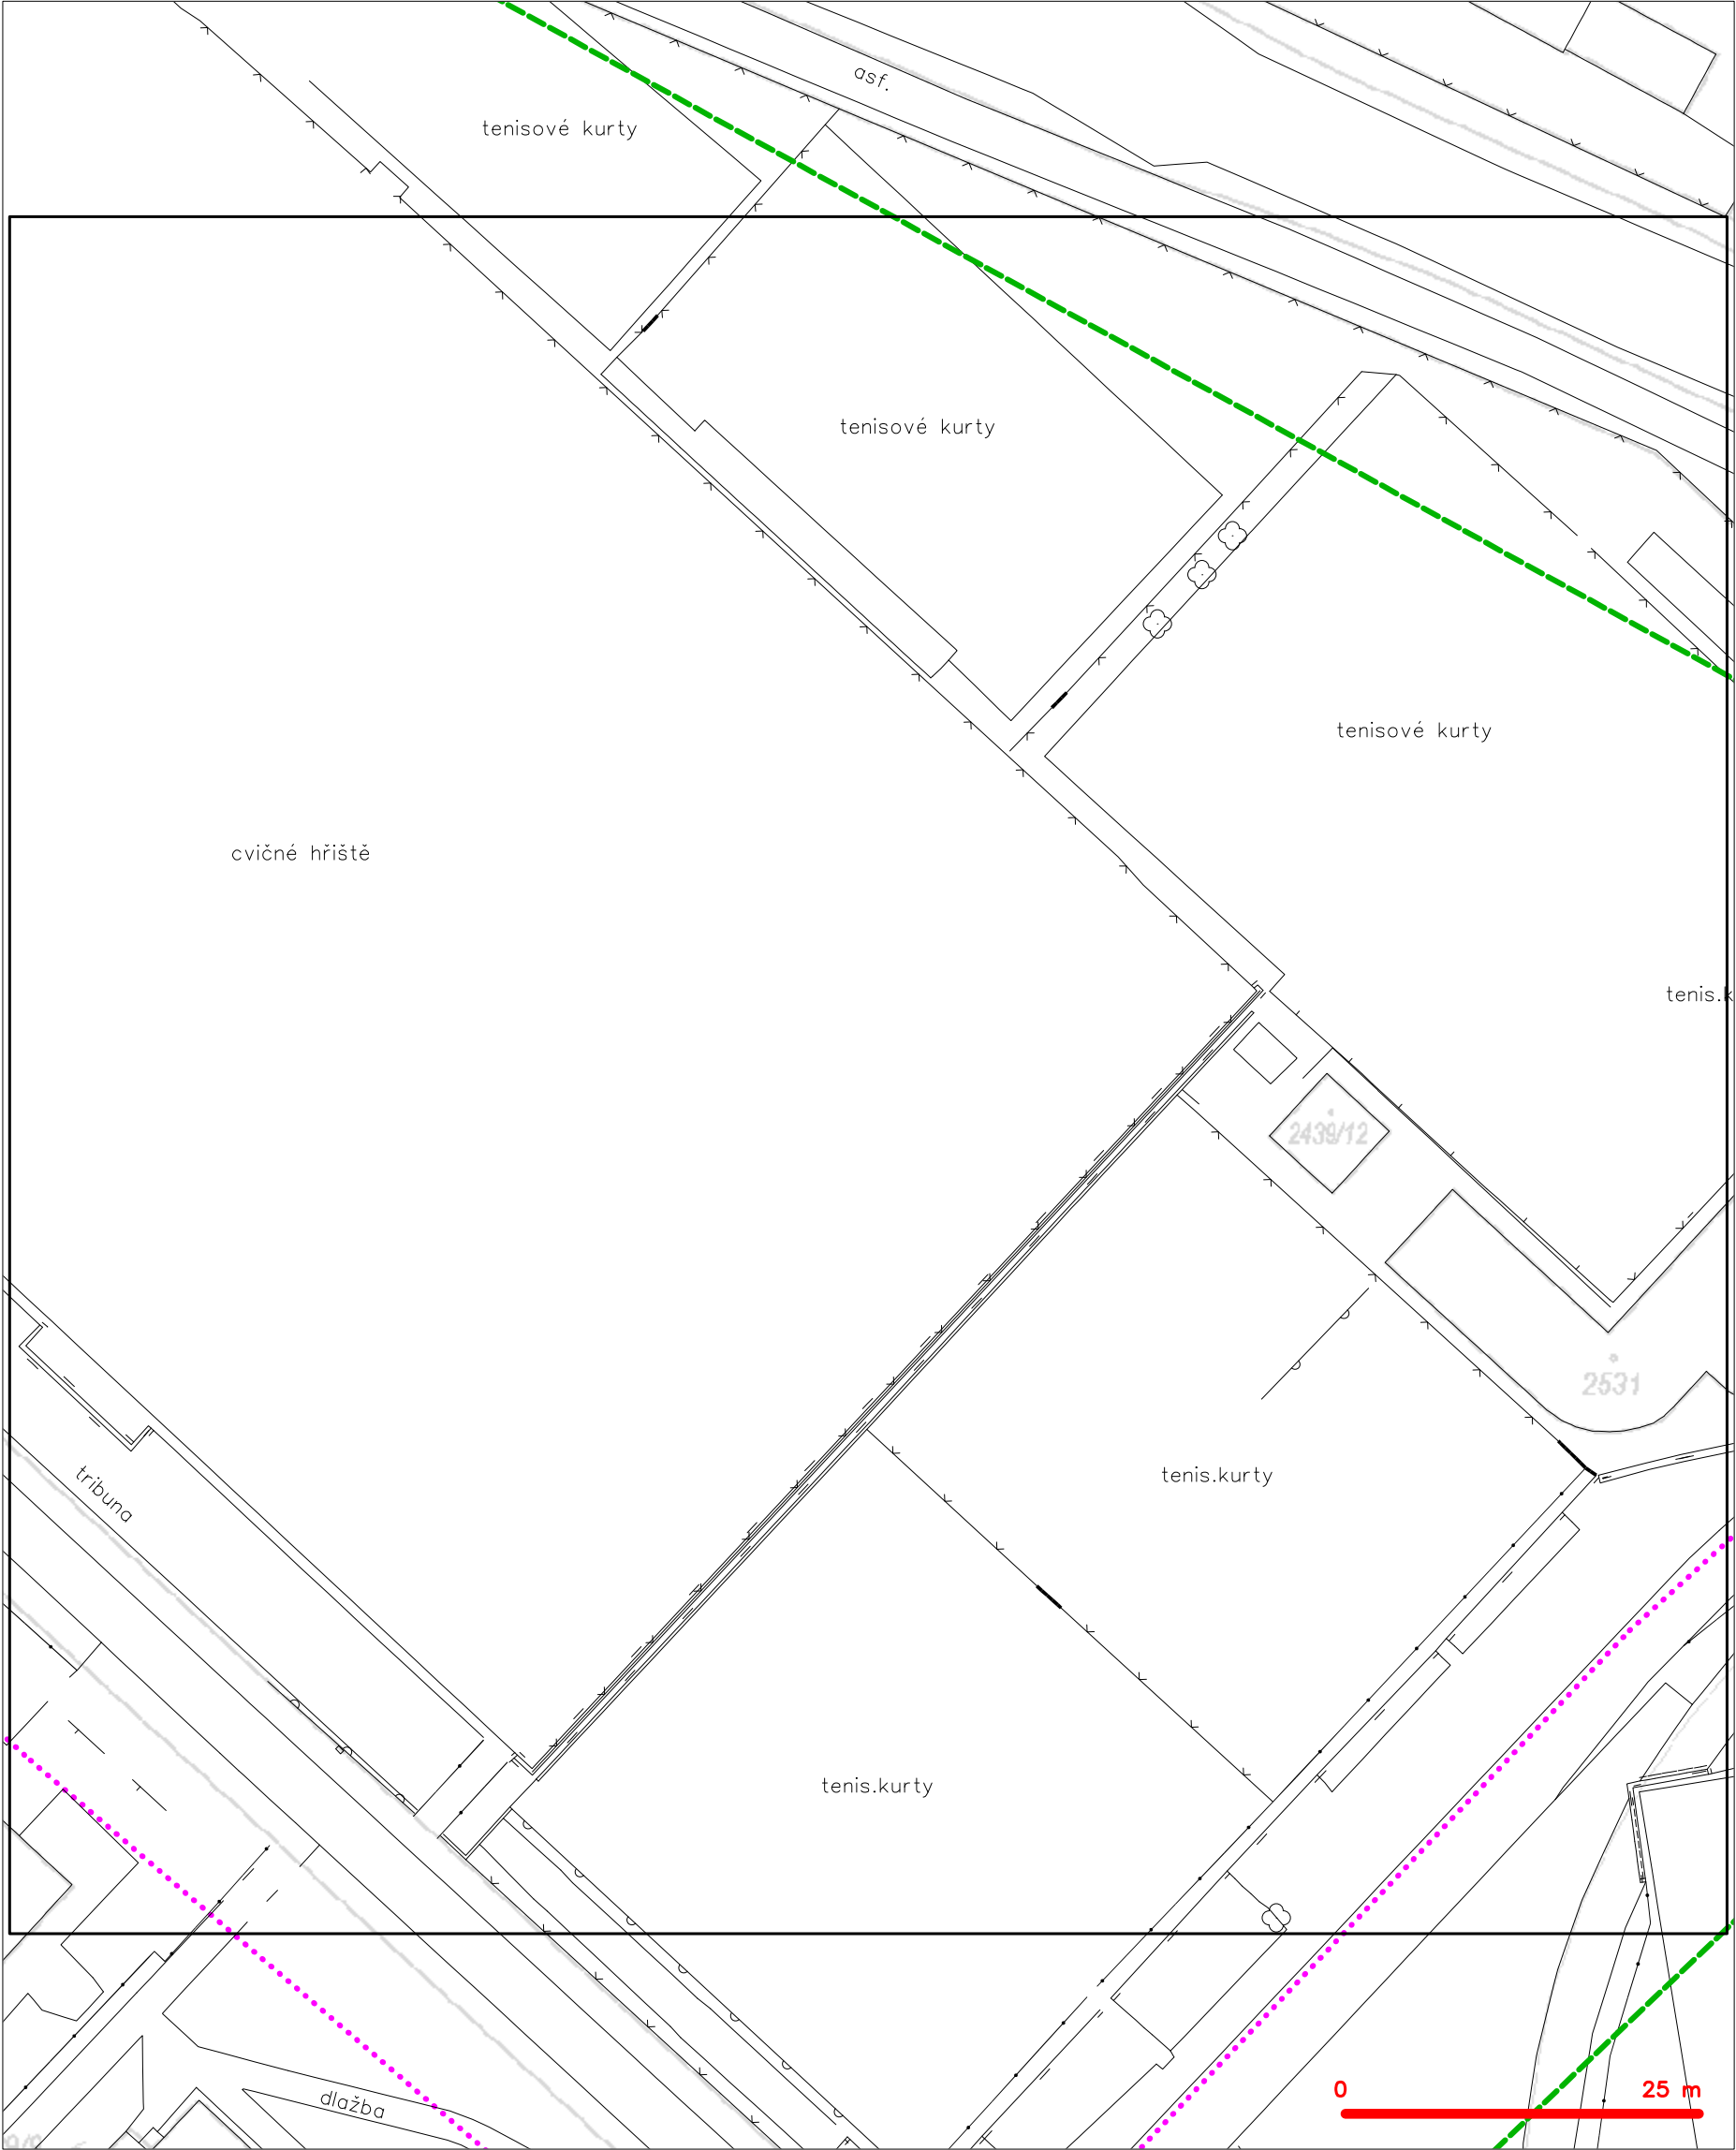 asf.
tenisové kurty
tenisové kurty
tenisové kurty
cvičné hřiště
tenis.k
2439/12
2531
tenis.kurty
tribuna
tenis.kurty
dlažba
0 25 m